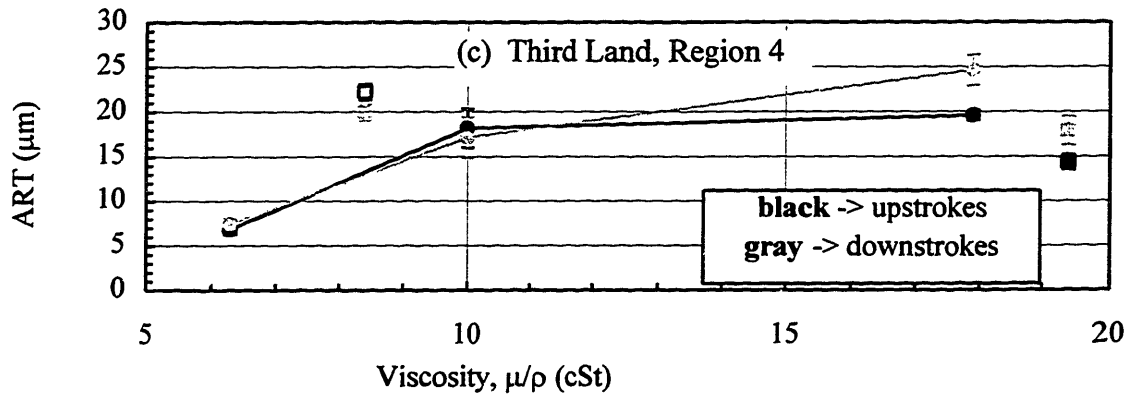 (c) Third Land, Region 4
30
25
20
15
10
5
0
ART (μm)
black -> upstrokes
gray -> downstrokes
5
10
15
20
Viscosity, μ/ρ (cSt)